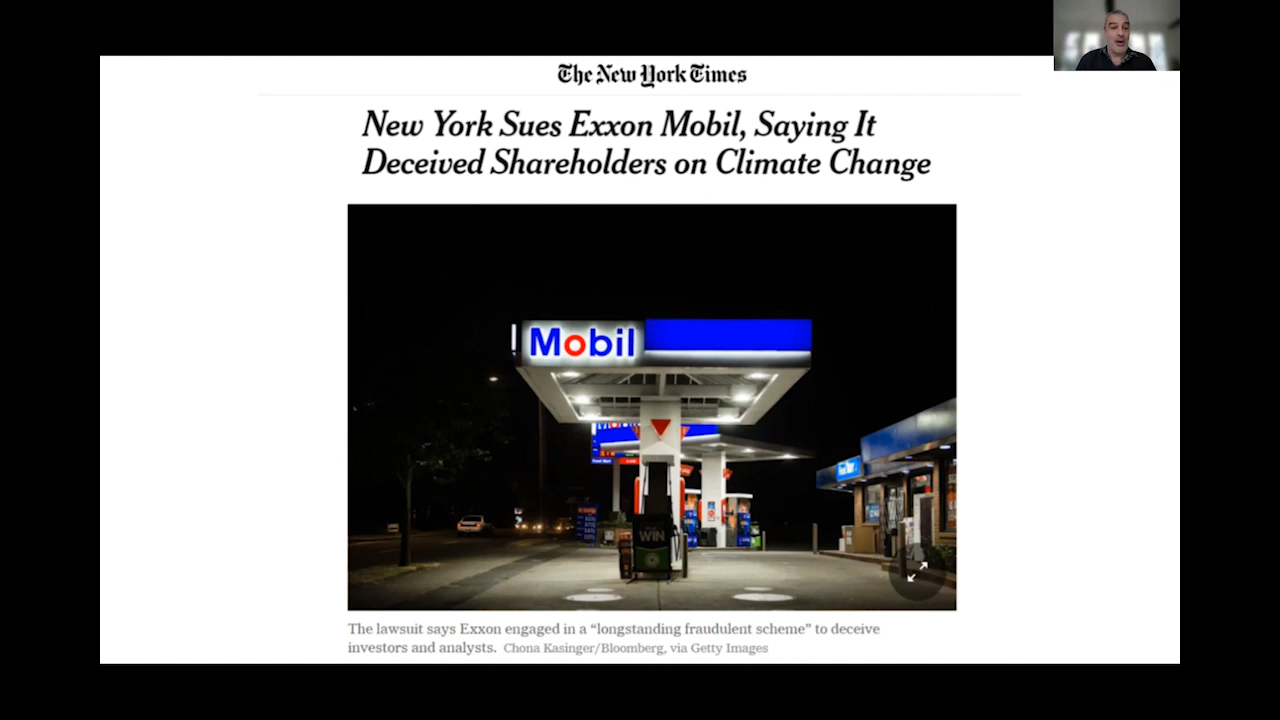 The New York Times
New York Sues Exxon Mobil, Saying It
Deceived Shareholders on Climate Change
Mobil
Food Mart
WIN
The lawsuit says Exxon engaged in a “longstanding fraudulent scheme” to deceive
investors and analysts. Chona Kasinger/Bloomberg, via Getty Images